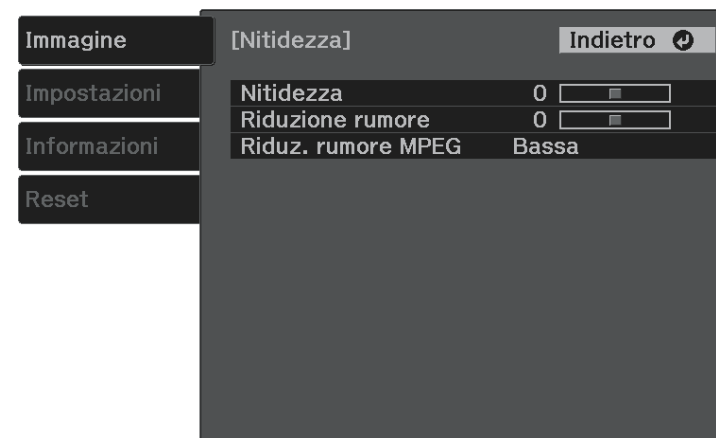 Immagine
Impostazioni
Informazioni
Reset
[Nitidezza] Indietro
Nitidezza 0
Riduzione rumore 0
Riduz. rumore MPEG Bassa